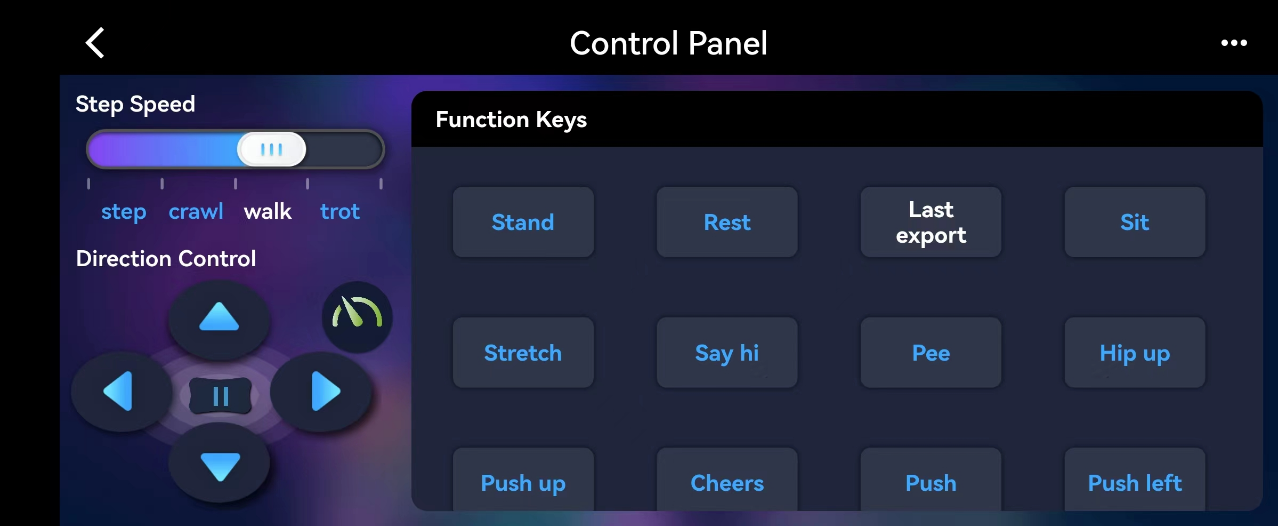 Control Panel
Step Speed
step crawl walk trot
Direction Control
Function Keys
Stand Rest Last export Sit
Stretch Say hi Pee Hip up
Push up Cheers Push Push left